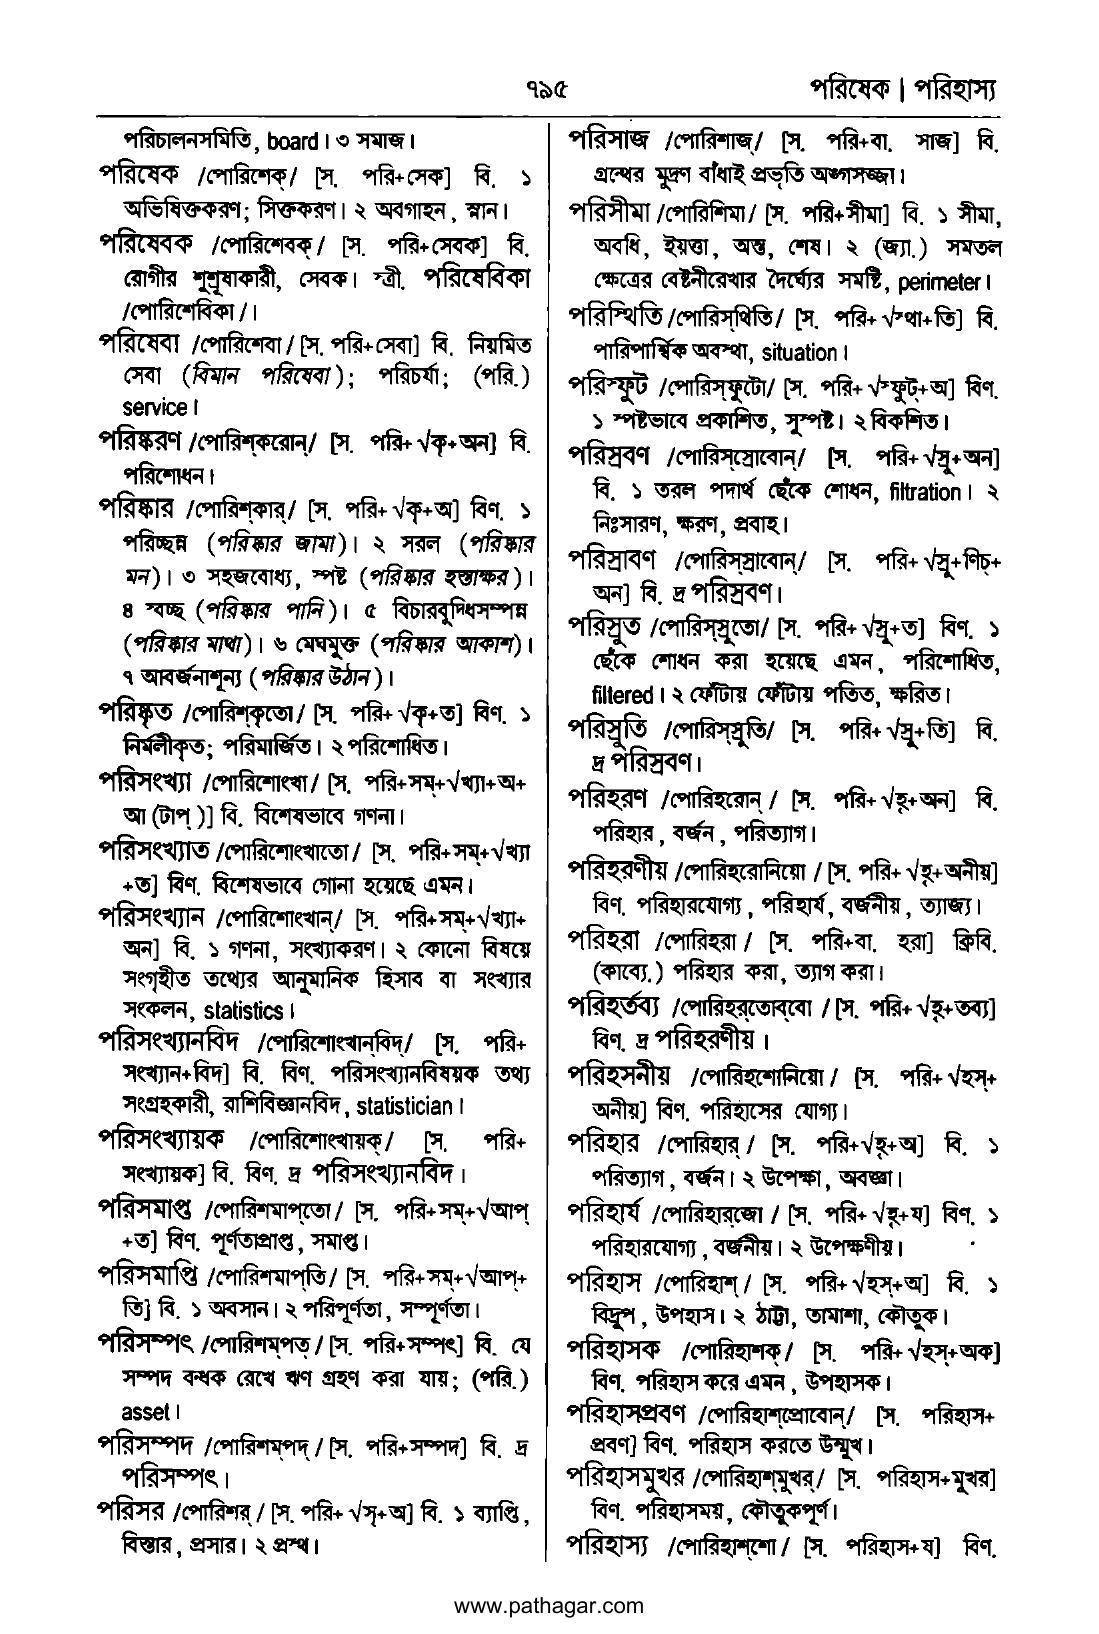 ৭৯৫
পরিষেক | পরিহাস্য
পরিচালনসমিতি, board। ৩ সমাজ।
পরিষেক /পোরিশেক্/ [স. পরি+সেক] বি. ১
অভিষিক্তকরণ; সিক্তকরণ। ২ অবগাহন, স্নান।
পরিষেবক /পোরিশেবক্/ [স. পরি+সেবক] বি.
রোগীর শুশ্রূষাকারী, সেবক। স্ত্রী. পরিষেবিকা
/পোরিশেবিকা/।
পরিষেবা /পোরিশেবা/ [স. পরি+সেবা] বি. নিয়মিত
সেবা (বিমান পরিষেবা); পরিচর্যা; (পরি.)
service।
পরিষ্করণ /পোরিশ্‌করোন্/ [স. পরি+√কৃ+অন] বি.
পরিশোধন।
পরিষ্কার /পোরিশ্‌কার্/ [স. পরি+√কৃ+অ] বিণ. ১
পরিচ্ছন্ন (পরিষ্কার জামা)। ২ সরল (পরিষ্কার
মন)। ৩ সহজবোধ্য, স্পষ্ট (পরিষ্কার হস্তাক্ষর)।
৪ স্বচ্ছ (পরিষ্কার পানি)। ৫ বিচারবুদ্ধিসম্পন্ন
(পরিষ্কার মাথা)। ৬ মেঘমুক্ত (পরিষ্কার আকাশ)।
৭ আবর্জনাশূন্য (পরিষ্কার উঠান)।
পরিষ্কৃত /পোরিশ্‌কৃতো/ [স. পরি+√কৃ+ত] বিণ. ১
নির্মলীকৃত; পরিমার্জিত। ২ পরিশোধিত।
পরিসংখ্যা /পোরিশোংখা/ [স. পরি+সম্+√খ্যা+অ+
আ (টাপ্)] বি. বিশেষভাবে গণনা।
পরিসংখ্যাত /পোরিশোংখাতো/ [স. পরি+সম্+√খ্যা
+ত] বিণ. বিশেষভাবে গোনা হয়েছে এমন।
পরিসংখ্যান /পোরিশোংখান্/ [স. পরি+সম্+√খ্যা+
অন] বি. ১ গণনা, সংখ্যাকরণ। ২ কোনো বিষয়ে
সংগৃহীত তথ্যের আনুমানিক হিসাব বা সংখ্যার
সংকলন, statistics।
পরিসংখ্যানবিদ /পোরিশোংখান্‌বিদ্/ [স. পরি+
সংখ্যান+বিদ] বি. বিণ. পরিসংখ্যানবিষয়ক তথ্য
সংগ্রহকারী, রাশিবিজ্ঞানবিদ, statistician।
পরিসংখ্যায়ক /পোরিশোংখায়ক্/ [স. পরি+
সংখ্যায়ক] বি. বিণ. দ্র পরিসংখ্যানবিদ।
পরিসমাপ্ত /পোরিশমাপ্‌তো/ [স. পরি+সম্+√আপ্
+ত] বিণ. পূর্ণতাপ্রাপ্ত, সমাপ্ত।
পরিসমাপ্তি /পোরিশমাপ্‌তি/ [স. পরি+সম্+√আপ্+
তি] বি. ১ অবসান। ২ পরিপূর্ণতা, সম্পূর্ণতা।
পরিসম্পৎ /পোরিশম্‌পত্/ [স. পরি+সম্পৎ] বি. যে
সম্পদ বন্ধক রেখে ঋণ গ্রহণ করা যায়; (পরি.)
asset।
পরিসম্পদ /পোরিশম্‌পদ্/ [স. পরি+সম্পদ] বি. দ্র
পরিসম্পৎ।
পরিসর /পোরিশর্/ [স. পরি+√সৃ+অ] বি. ১ ব্যাপ্তি,
বিস্তার, প্রসার। ২ প্রস্থ।
পরিসাজ /পোরিশাজ্/ [স. পরি+বা. সাজ] বি.
গ্রন্থের মুদ্রণ বাঁধাই প্রভৃতি অঙ্গসজ্জা।
পরিসীমা /পোরিশিমা/ [স. পরি+সীমা] বি. ১ সীমা,
অবধি, ইয়ত্তা, অন্ত, শেষ। ২ (জ্যা.) সমতল
ক্ষেত্রের বেষ্টনীরেখার দৈর্ঘ্যের সমষ্টি, perimeter।
পরিস্থিতি /পোরিস্‌থিতি/ [স. পরি+√স্থা+তি] বি.
পারিপার্শ্বিক অবস্থা, situation।
পরিস্ফুট /পোরিস্‌ফুটো/ [স. পরি+√স্ফুট্+অ] বিণ.
১ স্পষ্টভাবে প্রকাশিত, সুস্পষ্ট। ২ বিকশিত।
পরিস্রবণ /পোরিস্‌স্রোবোন্/ [স. পরি+√স্রু+অন]
বি. ১ তরল পদার্থ ছেঁকে শোধন, filtration। ২
নিঃসারণ, ক্ষরণ, প্রবাহ।
পরিস্রাবণ /পোরিস্‌স্রাবোন্/ [স. পরি+√স্রু+ণিচ্+
অন] বি. দ্র পরিস্রবণ।
পরিস্রুত /পোরিস্‌স্রুতো/ [স. পরি+√স্রু+ত] বিণ. ১
ছেঁকে শোধন করা হয়েছে এমন, পরিশোধিত,
filtered। ২ ফোঁটায় ফোঁটায় পতিত, ক্ষরিত।
পরিস্রুতি /পোরিস্‌স্রুতি/ [স. পরি+√স্রু+তি] বি.
দ্র পরিস্রবণ।
পরিহরণ /পোরিহরোন্/ [স. পরি+√হৃ+অন] বি.
পরিহার, বর্জন, পরিত্যাগ।
পরিহরণীয় /পোরিহরোনিয়ো/ [স. পরি+√হৃ+অনীয়]
বিণ. পরিহারযোগ্য, পরিহার্য, বর্জনীয়, ত্যাজ্য।
পরিহরা /পোরিহরা/ [স. পরি+বা. হরা] ক্রিবি.
(কাব্যে.) পরিহার করা, ত্যাগ করা।
পরিহর্তব্য /পোরিহর্‌তোব্‌বো/ [স. পরি+√হৃ+তব্য]
বিণ. দ্র পরিহরণীয়।
পরিহসনীয় /পোরিহশোনিয়ো/ [স. পরি+√হস্+
অনীয়] বিণ. পরিহাসের যোগ্য।
পরিহার /পোরিহার্/ [স. পরি+√হৃ+অ] বি. ১
পরিত্যাগ, বর্জন। ২ উপেক্ষা, অবজ্ঞা।
পরিহার্য /পোরিহার্‌জো/ [স. পরি+√হৃ+য] বিণ. ১
পরিহারযোগ্য, বর্জনীয়। ২ উপেক্ষণীয়।
পরিহাস /পোরিহাশ্/ [স. পরি+√হস্+অ] বি. ১
বিদ্রুপ, উপহাস। ২ ঠাট্টা, তামাশা, কৌতুক।
পরিহাসক /পোরিহাশক্/ [স. পরি+√হস্+অক]
বিণ. পরিহাস করে এমন, উপহাসক।
পরিহাসপ্রবণ /পোরিহাশ্‌প্রোবোন্/ [স. পরিহাস+
প্রবণ] বিণ. পরিহাস করতে উন্মুখ।
পরিহাসমুখর /পোরিহাশ্‌মুখর্/ [স. পরিহাস+মুখর]
বিণ. পরিহাসময়, কৌতুকপূর্ণ।
পরিহাস্য /পোরিহাশ্‌শো/ [স. পরিহাস+য] বিণ.
www.pathagar.com